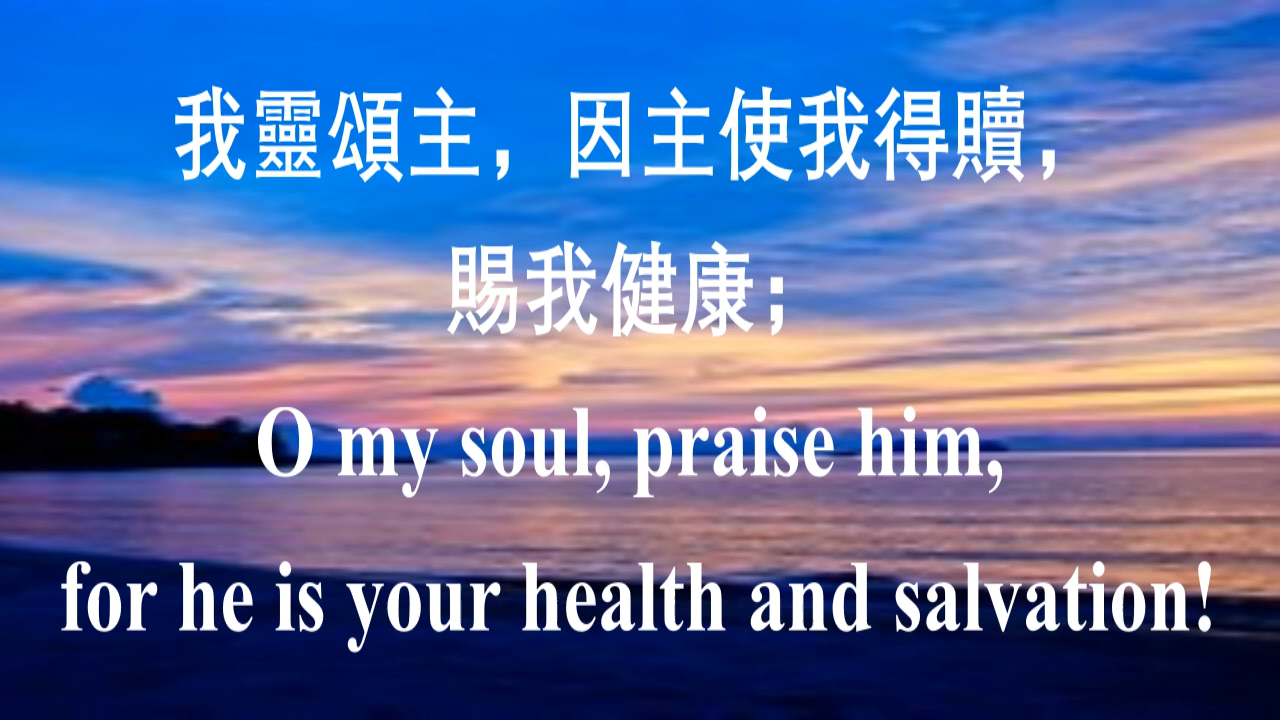 我靈頌主，因主使我得贖，
賜我健康；
O my soul, praise him,
for he is your health and salvation!